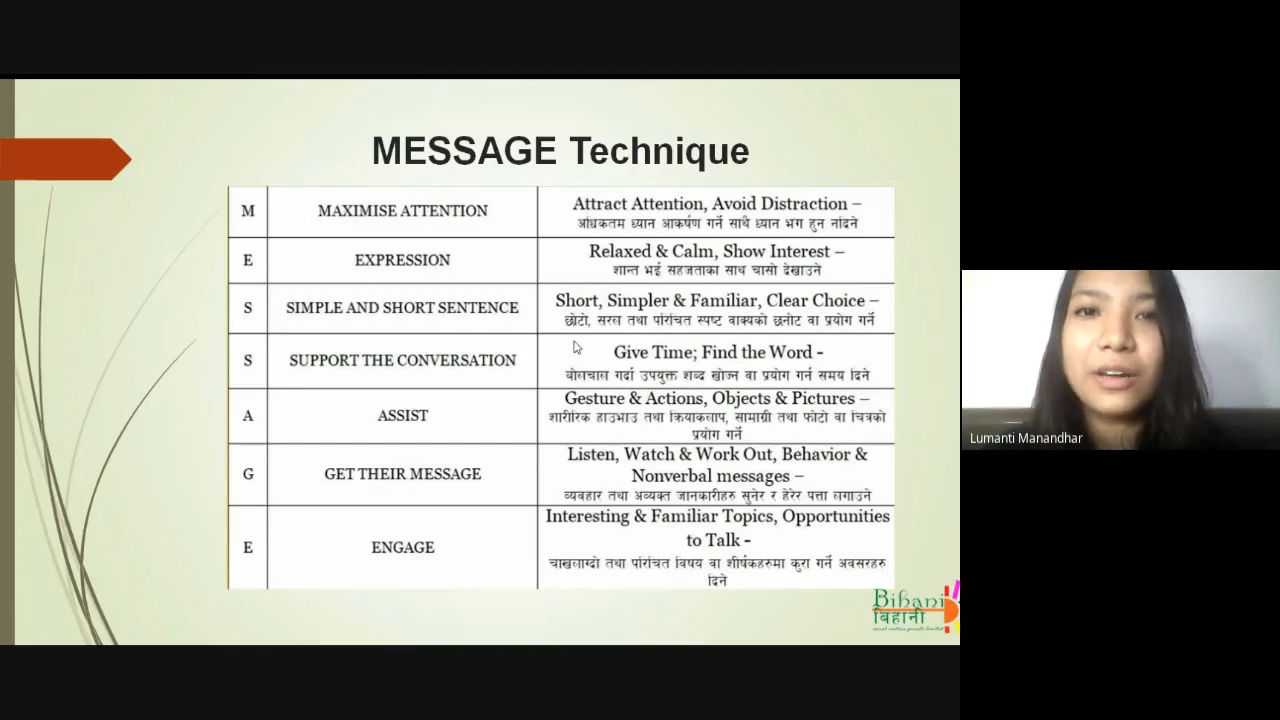 MESSAGE Technique
M
MAXIMISE ATTENTION
Attract Attention, Avoid Distraction –
अधिकतम ध्यान आकर्षण गर्ने साथै ध्यान भंग हुन नदिने
E
EXPRESSION
Relaxed & Calm, Show Interest –
शान्त भई सहजताका साथ चासो देखाउने
S
SIMPLE AND SHORT SENTENCE
Short, Simpler & Familiar, Clear Choice –
छोटो, सरल तथा परिचित स्पष्ट वाक्यको छनोट वा प्रयोग गर्ने
S
SUPPORT THE CONVERSATION
Give Time; Find the Word -
बोलचाल गर्दा उपयुक्त शब्द खोज्न वा प्रयोग गर्न समय दिने
A
ASSIST
Gesture & Actions, Objects & Pictures –
शारीरिक हाउभाउ तथा क्रियाकलाप, सामाग्री तथा फोटो वा चित्रको
प्रयोग गर्ने
G
GET THEIR MESSAGE
Listen, Watch & Work Out, Behavior &
Nonverbal messages –
व्यवहार तथा अव्यक्त जानकारीहरु सुनेर र हेरेर पत्ता लगाउने
E
ENGAGE
Interesting & Familiar Topics, Opportunities
to Talk -
चाखलाग्दो तथा परिचित विषय वा शीर्षकहरुमा कुरा गर्ने अवसरहरु
दिने
Bihani
बिहानी
Lumanti Manandhar